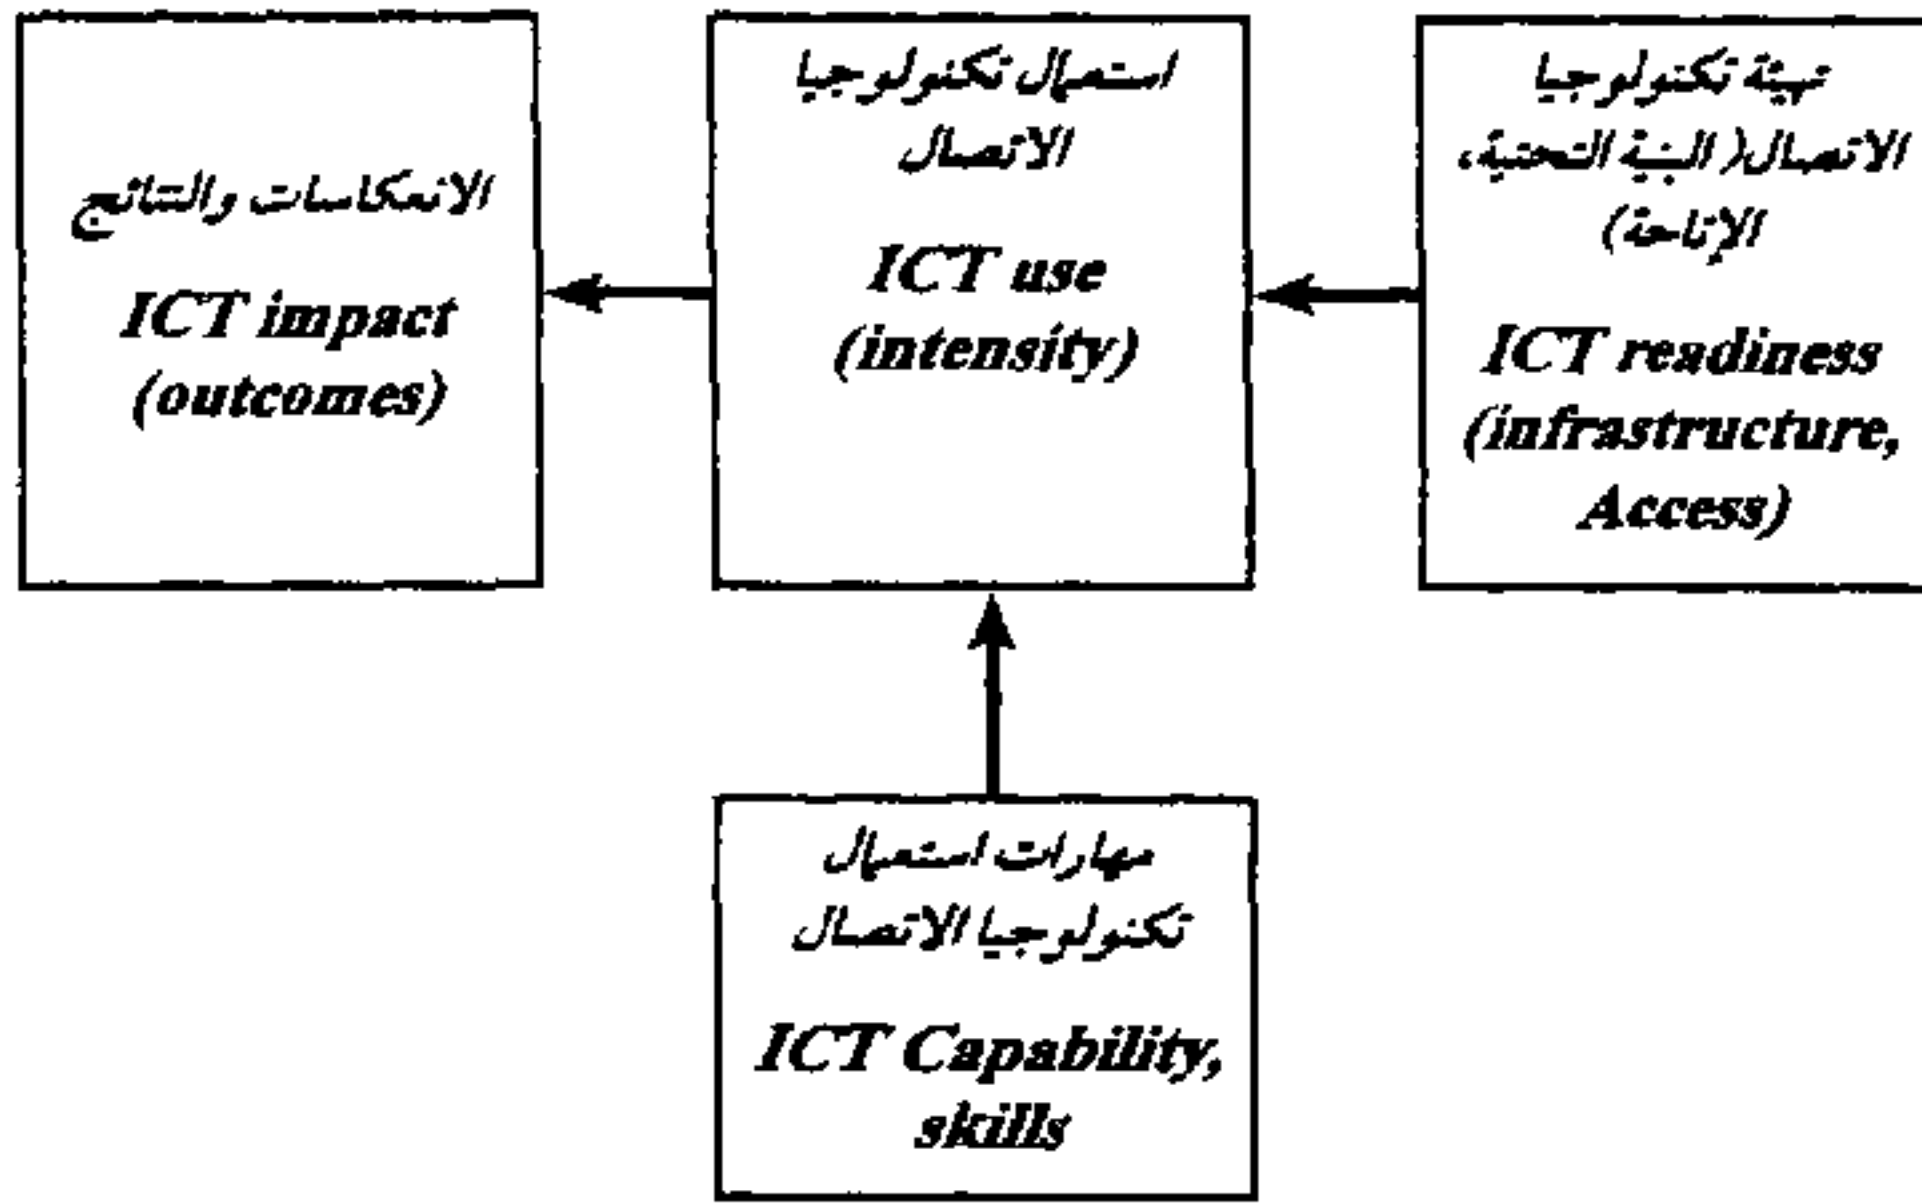 تهيئة تكنولوجيا
الاتصال (البنية التحتية،
الإتاحة)
ICT readiness
(infrastructure,
Access)
استعمال تكنولوجيا
الاتصال
ICT use
(intensity)
الانعكاسات والنتائج
ICT impact
(outcomes)
مهارات استعمال
تكنولوجيا الاتصال
ICT Capability,
skills